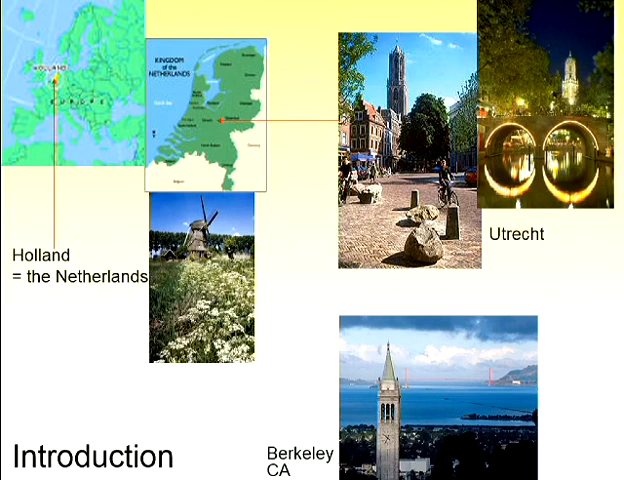 HOLLAND
EUROPE
KINGDOM
of the
NETHERLANDS
Utrecht
Holland
= the Netherlands
Introduction
Berkeley
CA